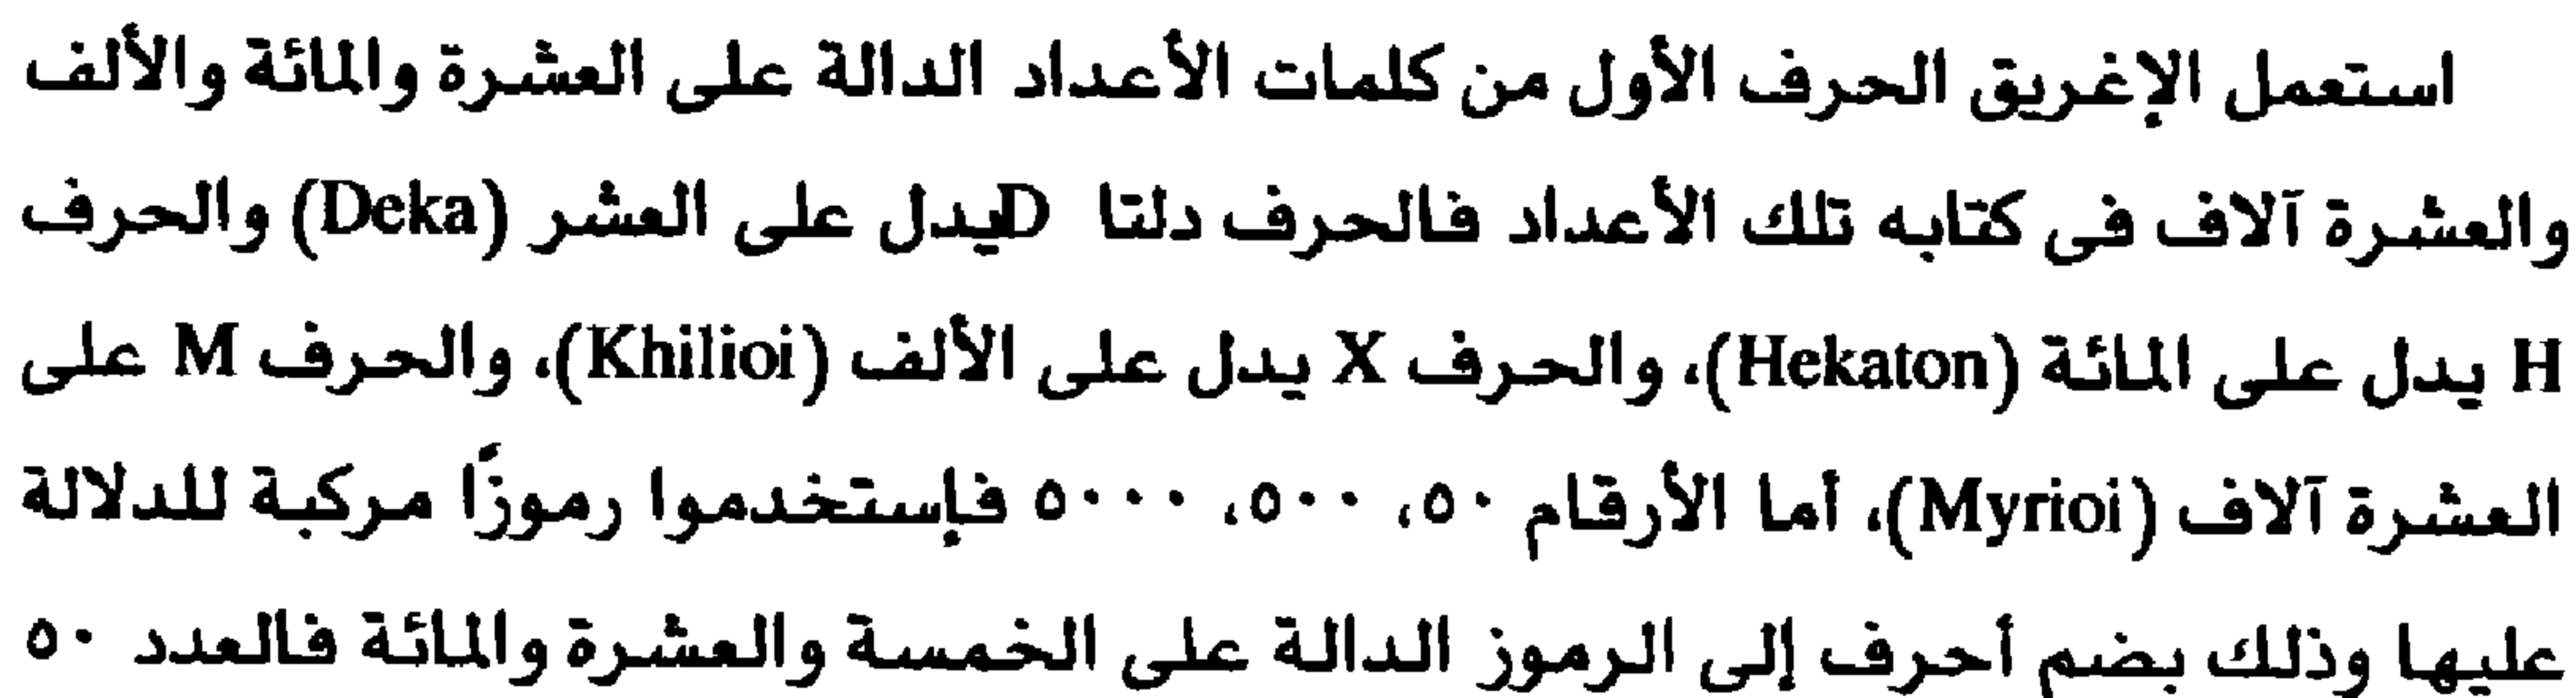 استعمل الإغريق الحرف الأول من كلمات الأعداد الدالة على العشرة والمائة والألف
والعشرة آلاف فى كتابه تلك الأعداد فالحرف دلتا Dيدل على العشر (Deka) والحرف
H يدل على المائة (Hekaton)، والحرف X يدل على الألف (Khilioi)، والحرف M على
العشرة آلاف (Myrioi)، أما الأرقام ٥٠، ٥٠٠، ٥٠٠٠ فإستخدموا رموزًا مركبة للدلالة
عليها وذلك بضم أحرف إلى الرموز الدالة على الخمسة والعشرة والمائة فالعدد ٥٠